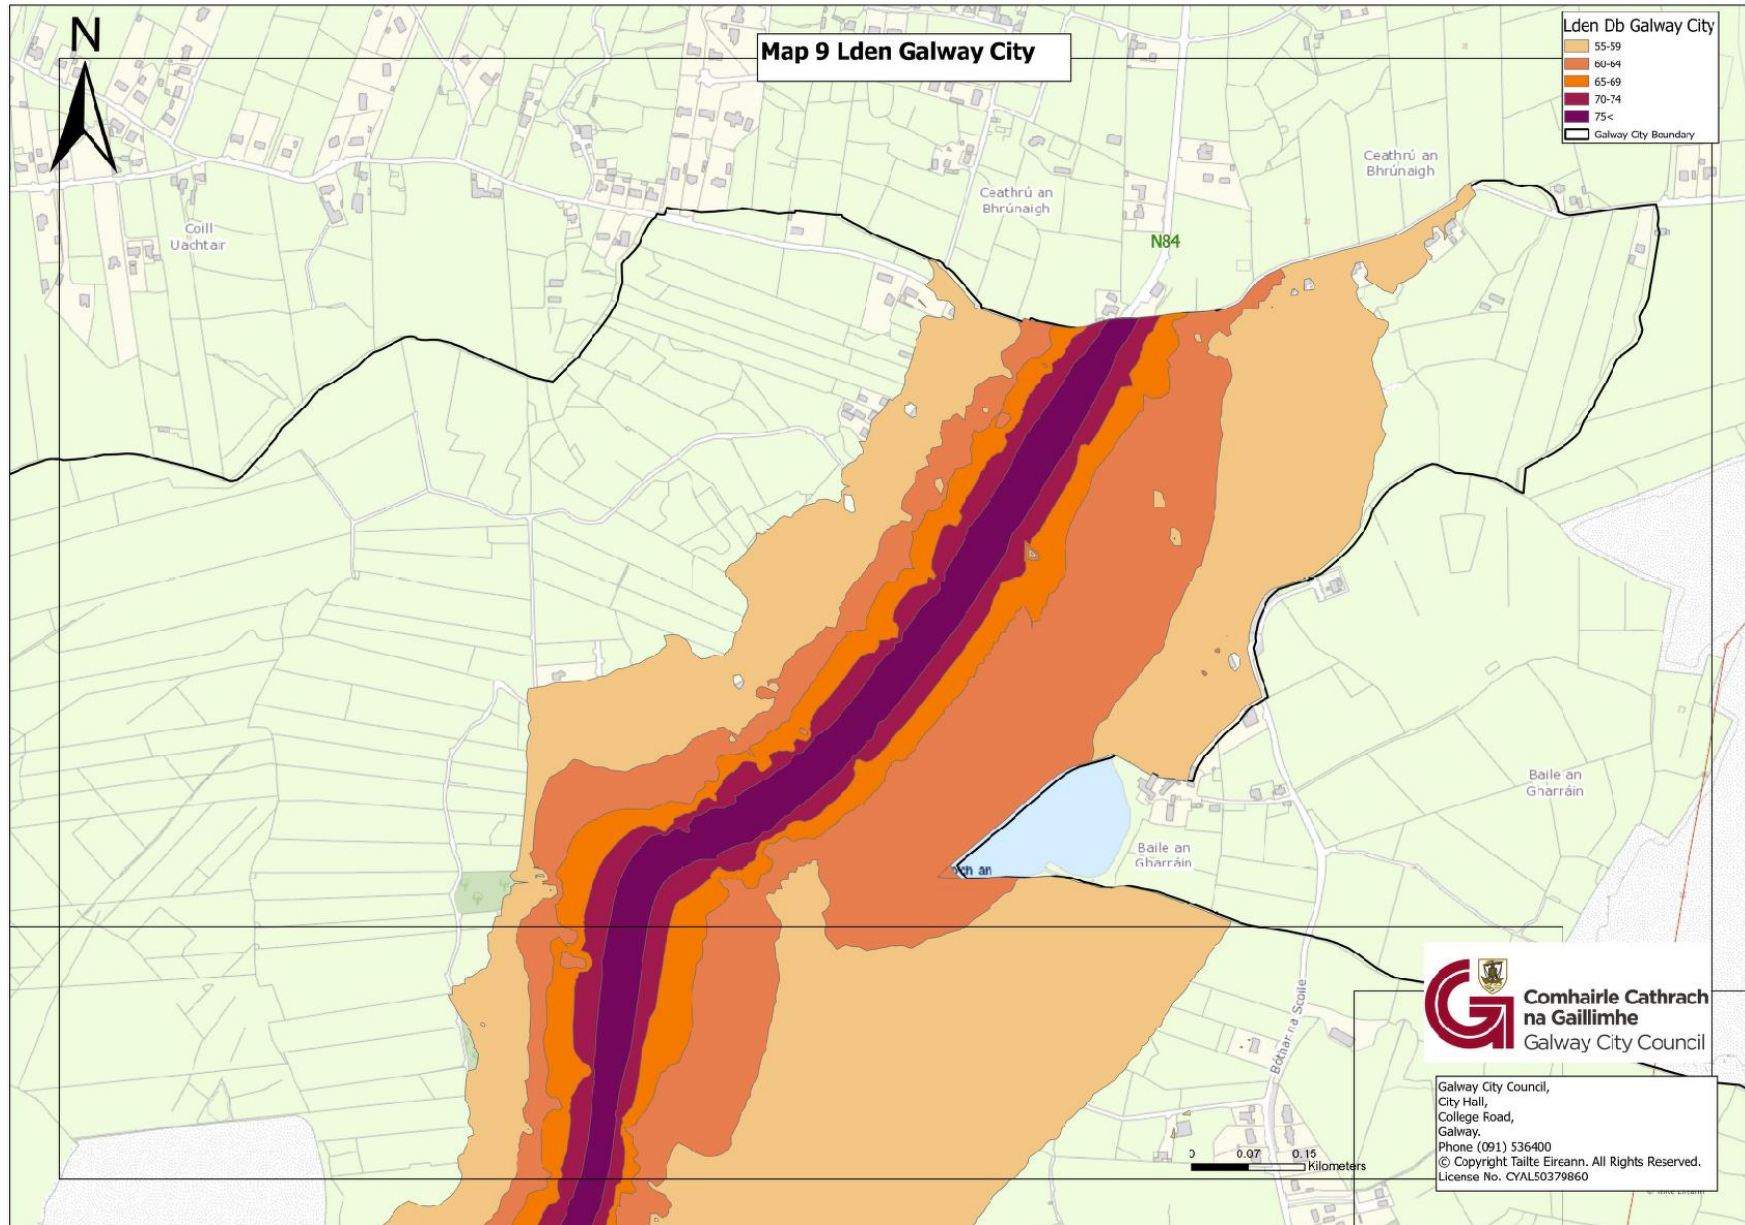 N
Map 9 Lden Galway City
Lden Db Galway City
55-59
60-64
65-69
70-74
75<
Galway City Boundary
Ceathrú an
Bhrúnaigh
Ceathrú an
Bhrúnaigh
Coill
Uachtair
N84
Baile an
Gharráin
Baile an
Gharráin
och an
Bóthar na Scoile
Comhairle Cathrach
na Gaillimhe
Galway City Council
Galway City Council,
City Hall,
College Road,
Galway.
Phone (091) 536400
© Copyright Tailte Eireann. All Rights Reserved.
License No. CYAL50379860
0 0.07 0.15
Kilometers